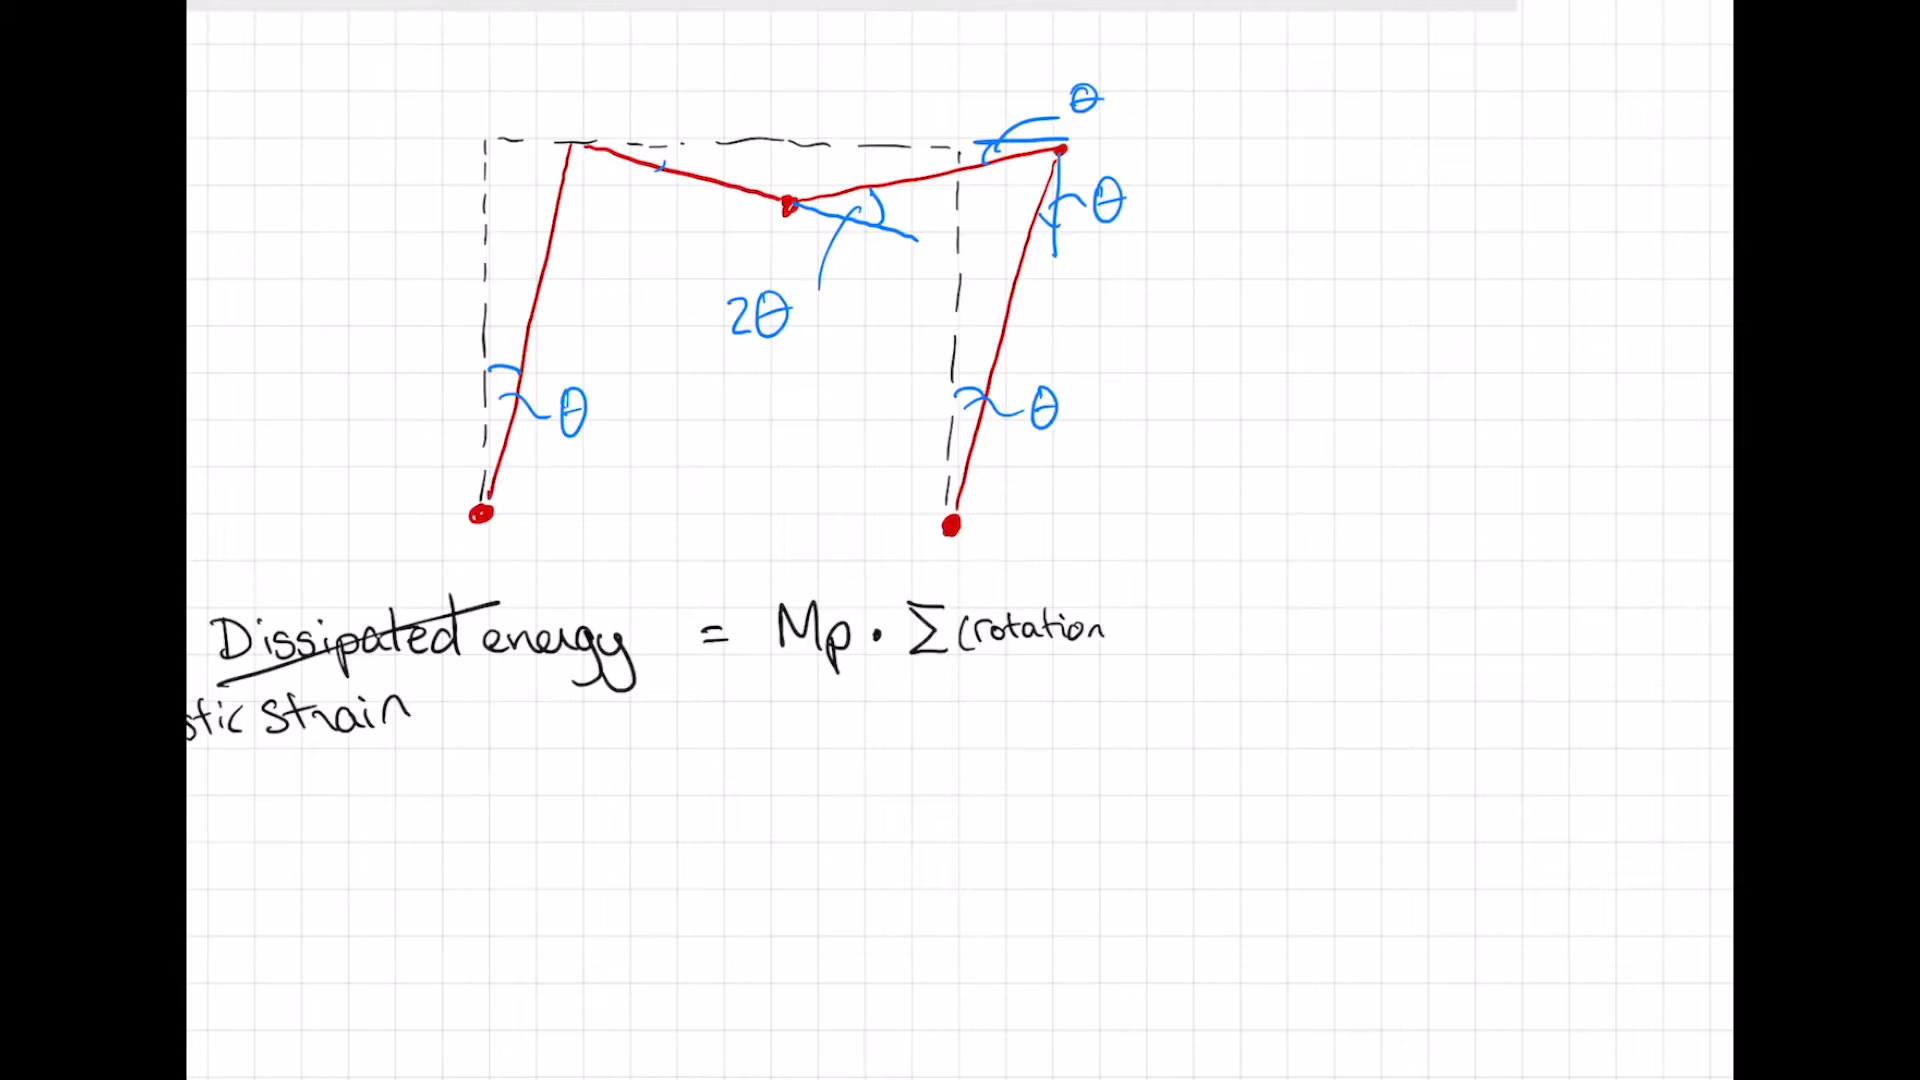 θ
θ
2θ
θ
θ
Dissipated energy = Mp . Σ (rotation
stic strain